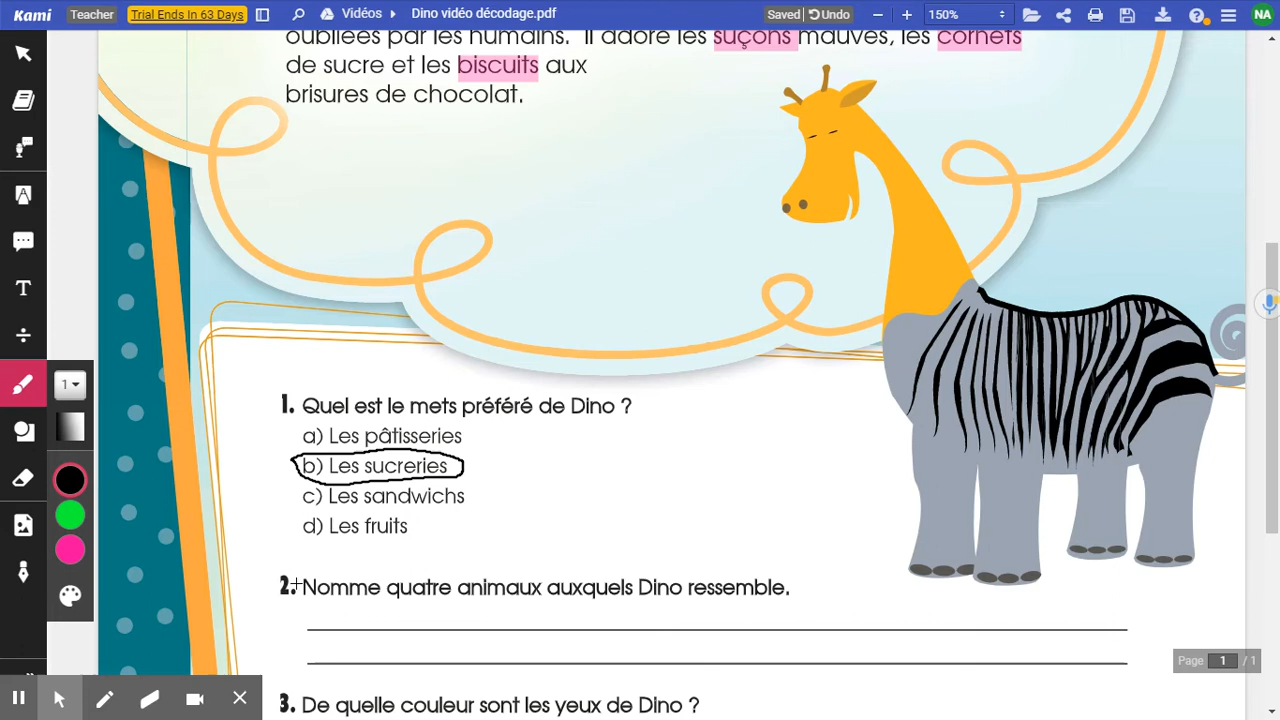 Kami
Teacher
Trial Ends In 63 Days
Vidéos
Dino vidéo décodage.pdf
Saved
Undo
150%
NA
oubliées par les humains. Il adore les suçons mauves, les cornets
de sucre et les biscuits aux
brisures de chocolat.
1
1. Quel est le mets préféré de Dino ?
a) Les pâtisseries
b) Les sucreries
c) Les sandwichs
d) Les fruits
2. Nomme quatre animaux auxquels Dino ressemble.
Page 1 / 1
3. De quelle couleur sont les yeux de Dino ?